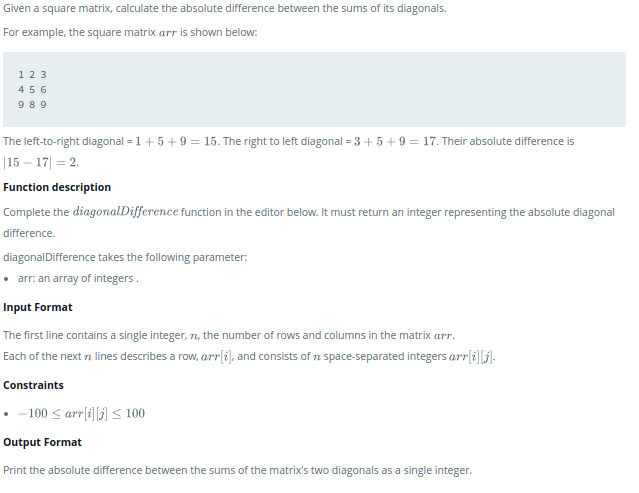 Given a square matrix, calculate the absolute difference between the sums of its diagonals.
For example, the square matrix arr is shown below:
1 2 3
4 5 6
9 8 9
The left-to-right diagonal = 1 + 5 + 9 = 15. The right to left diagonal = 3 + 5 + 9 = 17. Their absolute difference is
|15 − 17| = 2.
Function description
Complete the diagonalDifference function in the editor below. It must return an integer representing the absolute diagonal
difference.
diagonalDifference takes the following parameter:
• arr: an array of integers .
Input Format
The first line contains a single integer, n, the number of rows and columns in the matrix arr.
Each of the next n lines describes a row, arr[i], and consists of n space-separated integers arr[i][j].
Constraints
• −100 ≤ arr[i][j] ≤ 100
Output Format
Print the absolute difference between the sums of the matrix's two diagonals as a single integer.